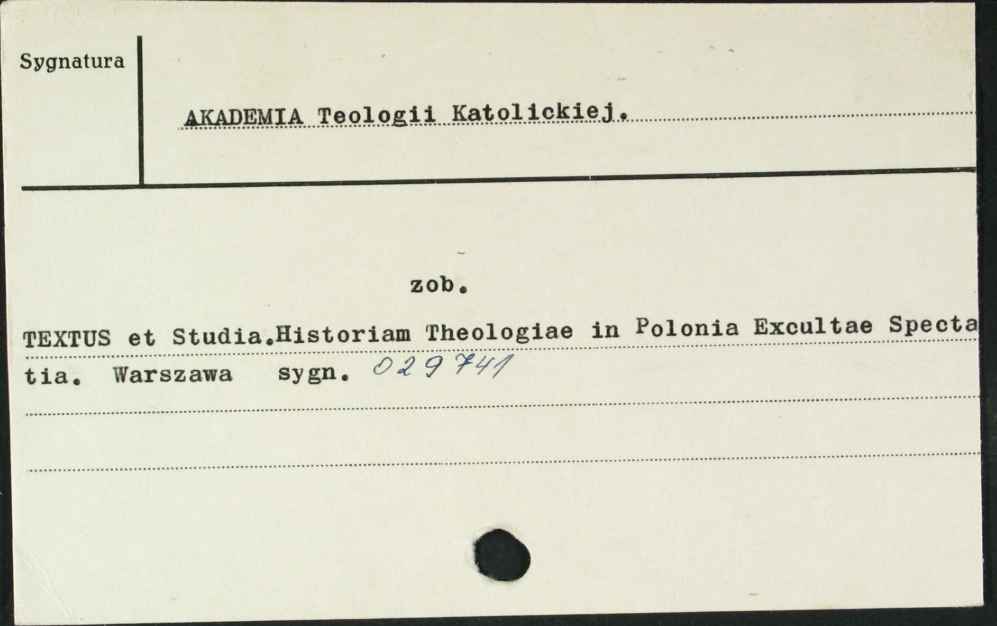 Sygnatura
AKADEMIA Teologii Katolickiej.
zob.
TEXTUS et Studia.Historiam Theologiae in Polonia Excultae Specta
tia. Warszawa sygn. 029741